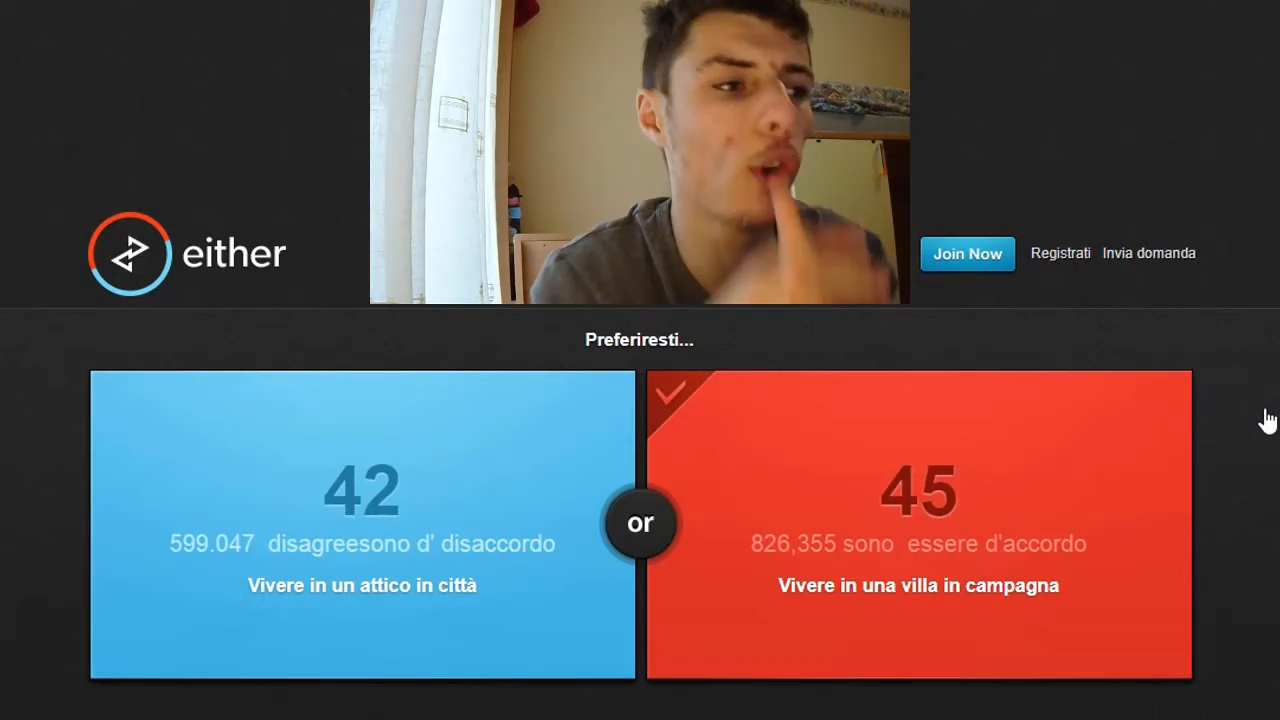 either
Join Now
Registrati
Invia domanda
Preferiresti...
42
599.047 disagreesono d' disaccordo
Vivere in un attico in città
or
45
826,355 sono essere d'accordo
Vivere in una villa in campagna